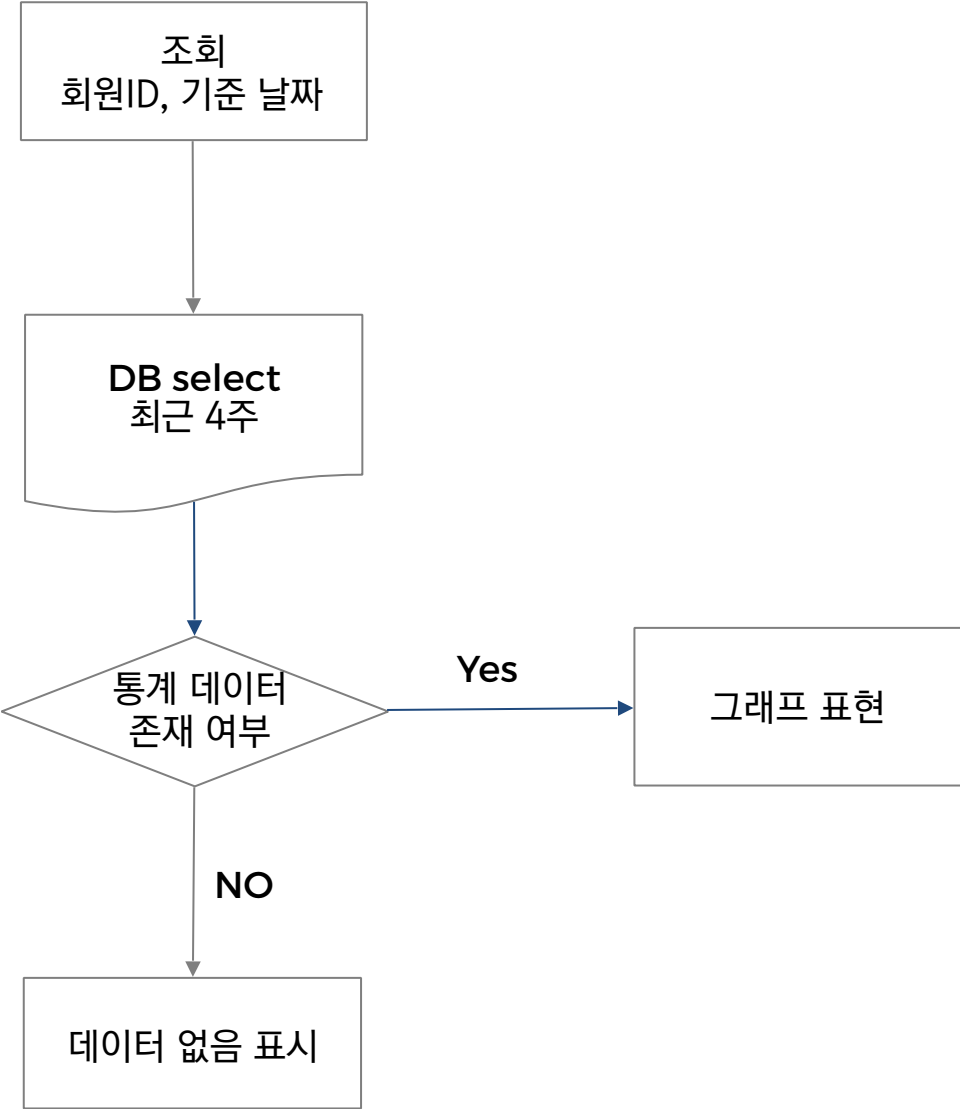 조회
회원ID, 기준 날짜
DB select
최근 4주
통계 데이터
존재 여부
Yes
그래프 표현
NO
데이터 없음 표시